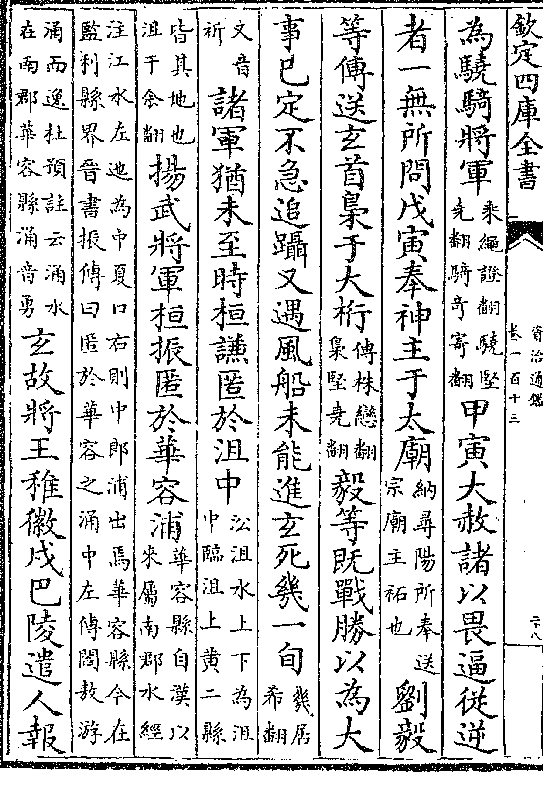 欽定四庫全書
資治通鑑
卷一百十三
二八
為驍騎將軍乘繩證翻驍堅堯翻騎奇寄翻甲寅大赦諸以畏逼從逆
者一無所問戊寅奉神主于太廟納尋陽所奉送宗廟主祏也劉毅
等傳送玄首梟于大桁傳株戀翻梟堅堯翻毅等既戰勝以為大
事已定不急追躡又遇風船未能進玄死幾一旬幾居希翻
又音祈諸軍猶未至時桓謙匿於沮中㳂沮水上下為沮中臨沮上黄二縣
皆其地也沮于余翻揚武將軍桓振匿於華容浦華容縣自漢以來屬南郡水經
注江水左迤為中夏口右則中郎浦出焉華容縣今在監利縣界晉書振傳曰匿於華容之涌中左傳閻敖游
涌而逸杜預註云涌水在南郡華容縣涌音勇玄故將王稚徽戍巴陵遣人報